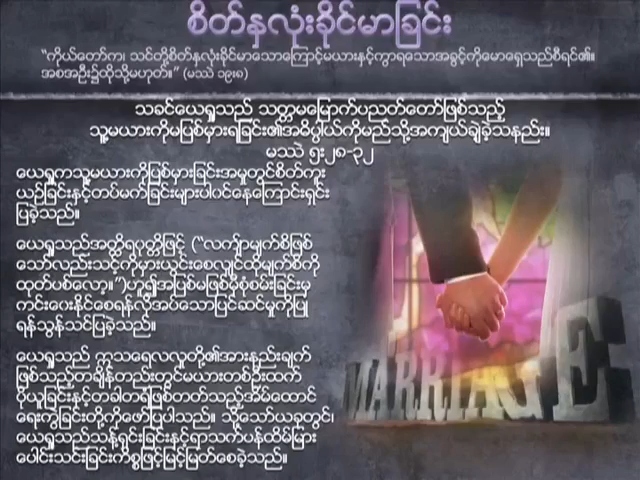 စိတ်နှလုံးခိုင်မာခြင်း
“ကိုယ်တော်က၊ သင်တို့စိတ်နှလုံးခိုင်မာသောကြောင့်မယားနှင့်ကွာရသောအခွင့်ကိုမောရှေသည်စီရင်၏။
အစအဦး၌ထိုသို့မဟုတ်။” (မဿဲ ၁၉း၈)
သခင်ယေရှုသည် သတ္တမမြောက်ပညတ်တော်ဖြစ်သည့်
သူ့မယားကိုမပြစ်မှားရခြင်း၏အဓိပ္ပါယ်ကိုမည်သို့အကျယ်ချဲ့ခဲ့သနည်း။
မဿဲ ၅း၂၈-၃၂
ယေရှုကသူ့မယားကိုပြစ်မှားခြင်းအမှုတွင်စိတ်ကူး
ယဉ်ခြင်းနှင့်တပ်မက်ခြင်းများပါဝင်နေကြောင်းရှင်း
ပြခဲ့သည်။
ယေရှုသည်အတ္ထိရဂုတ္တိဖြင့် (“လက်ျာမျက်စိဖြစ်
သော်လည်းသင့်ကိုမှားယွင်းစေလျှင်ထိုမျက်စိကို
ထုတ်ပစ်လော့။”)ဟူ၍အပြစ်မဖြစ်မှီစုံစမ်းခြင်းမှ
ကင်းဝေးနိုင်စေရန်လိုအပ်သောပြင်ဆင်မှုကိုပြု
ရန်သွန်သင်ပြခဲ့သည်။
ယေရှုသည် ဣသရေလလူတို့၏အားနည်းချက်
ဖြစ်သည့်တချိန်တည်းတွင်မယားတစ်ဦးထက်
ပိုယူခြင်းနှင့်တခါတရံဖြစ်တတ်သည့်အိမ်ထောင်
ရေးကွဲခြင်းတို့ကိုဖော်ပြပါသည်။ သို့သော်ယခုတွင်၊
ယေရှုသည်သန့်ရှင်းခြင်းနှင့်ရာသက်ပန်ထိမ်းမြား
ပေါင်းသင်းခြင်းကိစ္စဖြင့်မြင့်မြတ်စေခဲ့သည်။
MARRIAGE